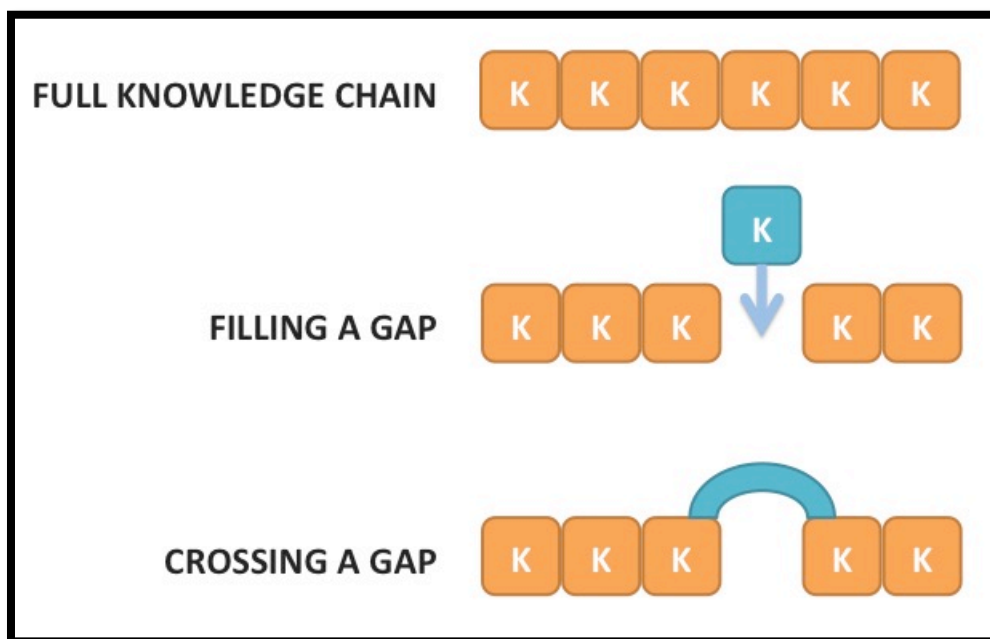 FULL KNOWLEDGE CHAIN K K K K K K
K
FILLING A GAP K K K K K
CROSSING A GAP K K K K K